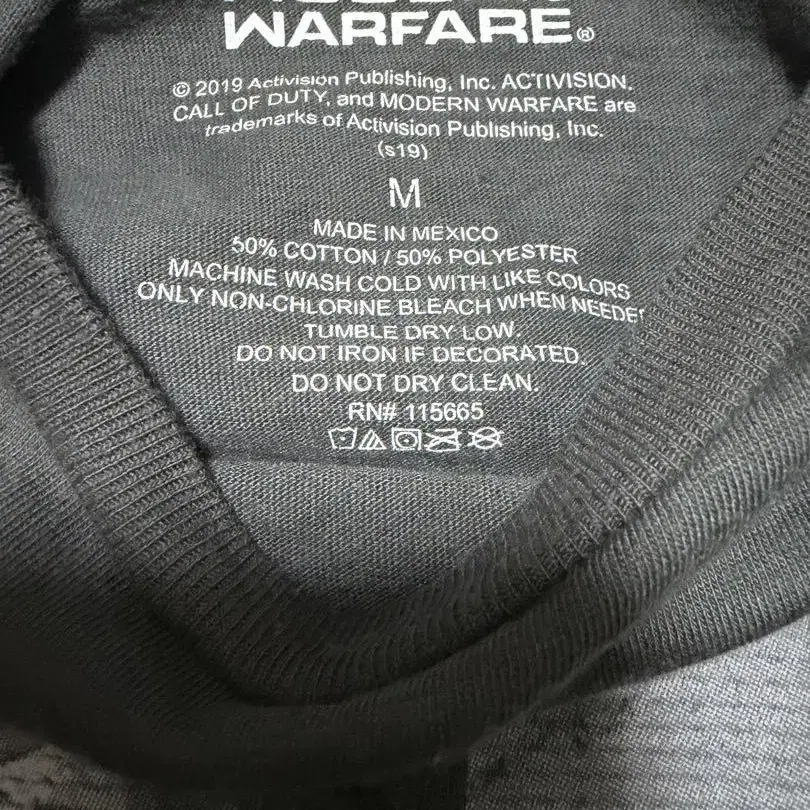 WARFARE®
© 2019 Activision Publishing, Inc. ACTIVISION,
CALL OF DUTY, and MODERN WARFARE are
trademarks of Activision Publishing, Inc.
(s19)
M
MADE IN MEXICO
50% COTTON / 50% POLYESTER
MACHINE WASH COLD WITH LIKE COLORS
ONLY NON-CHLORINE BLEACH WHEN NEEDED
TUMBLE DRY LOW.
DO NOT IRON IF DECORATED.
DO NOT DRY CLEAN.
RN# 115665